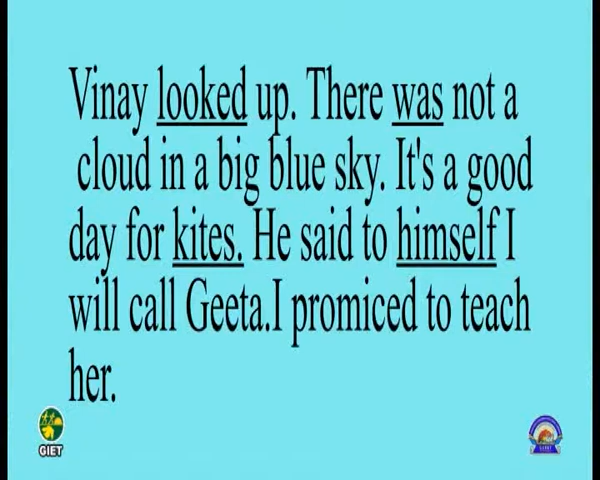 Vinay looked up. There was not a
cloud in a big blue sky. It's a good
day for kites. He said to himself I
will call Geeta.I promiced to teach
her.
GIET